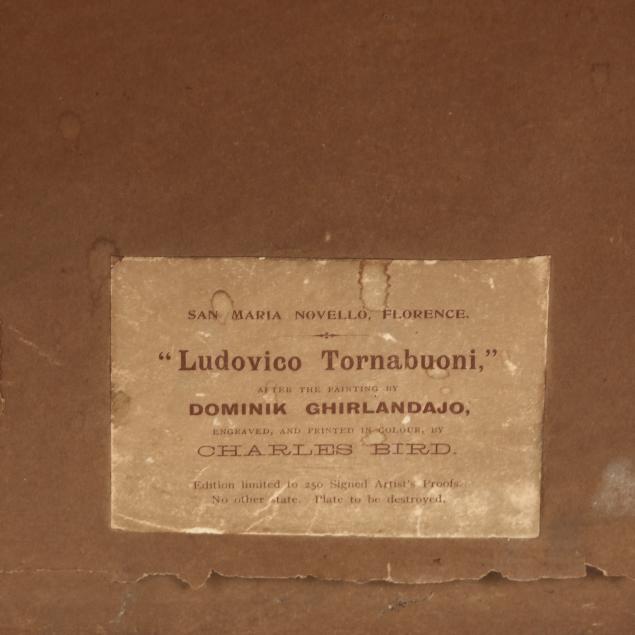 SAN MARIA NOVELLO, FLORENCE.
“Ludovico Tornabuoni,”
AFTER THE PAINTING BY
DOMINIK GHIRLANDAJO,
ENGRAVED, AND PRINTED IN COLOUR, BY
CHARLES BIRD.
Edition limited to 250 Signed Artist's Proofs.
No other state. Plate to be destroyed.